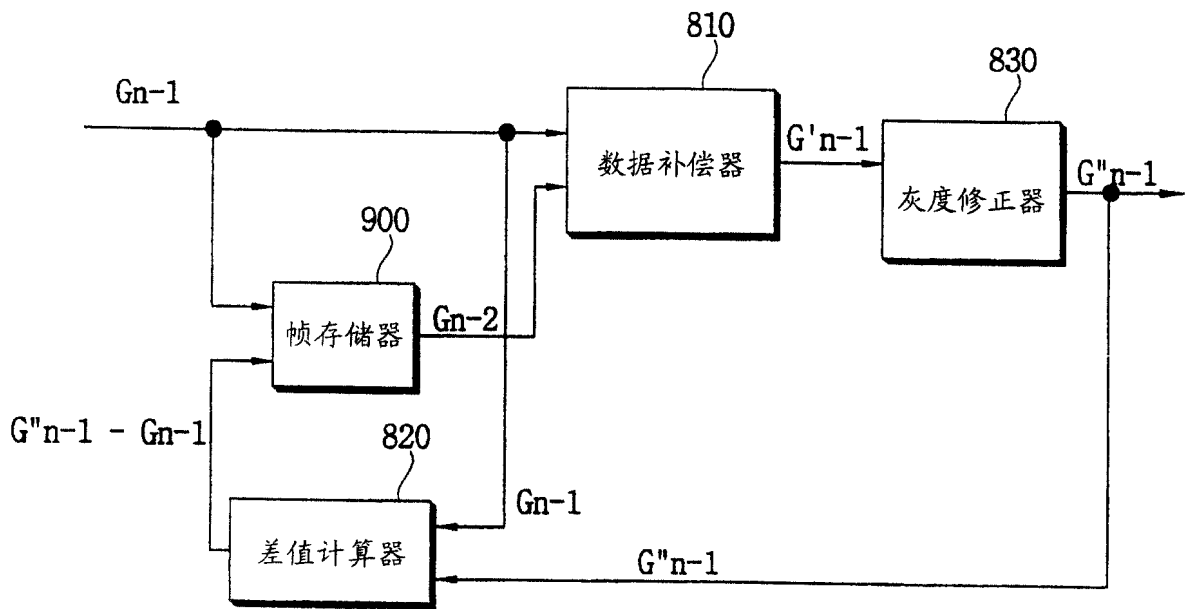 810
830
Gn-1
G'n-1
G"n-1
数据补偿器
灰度修正器
900
Gn-2
帧存储器
G"n-1 - Gn-1
820
Gn-1
差值计算器
G"n-1